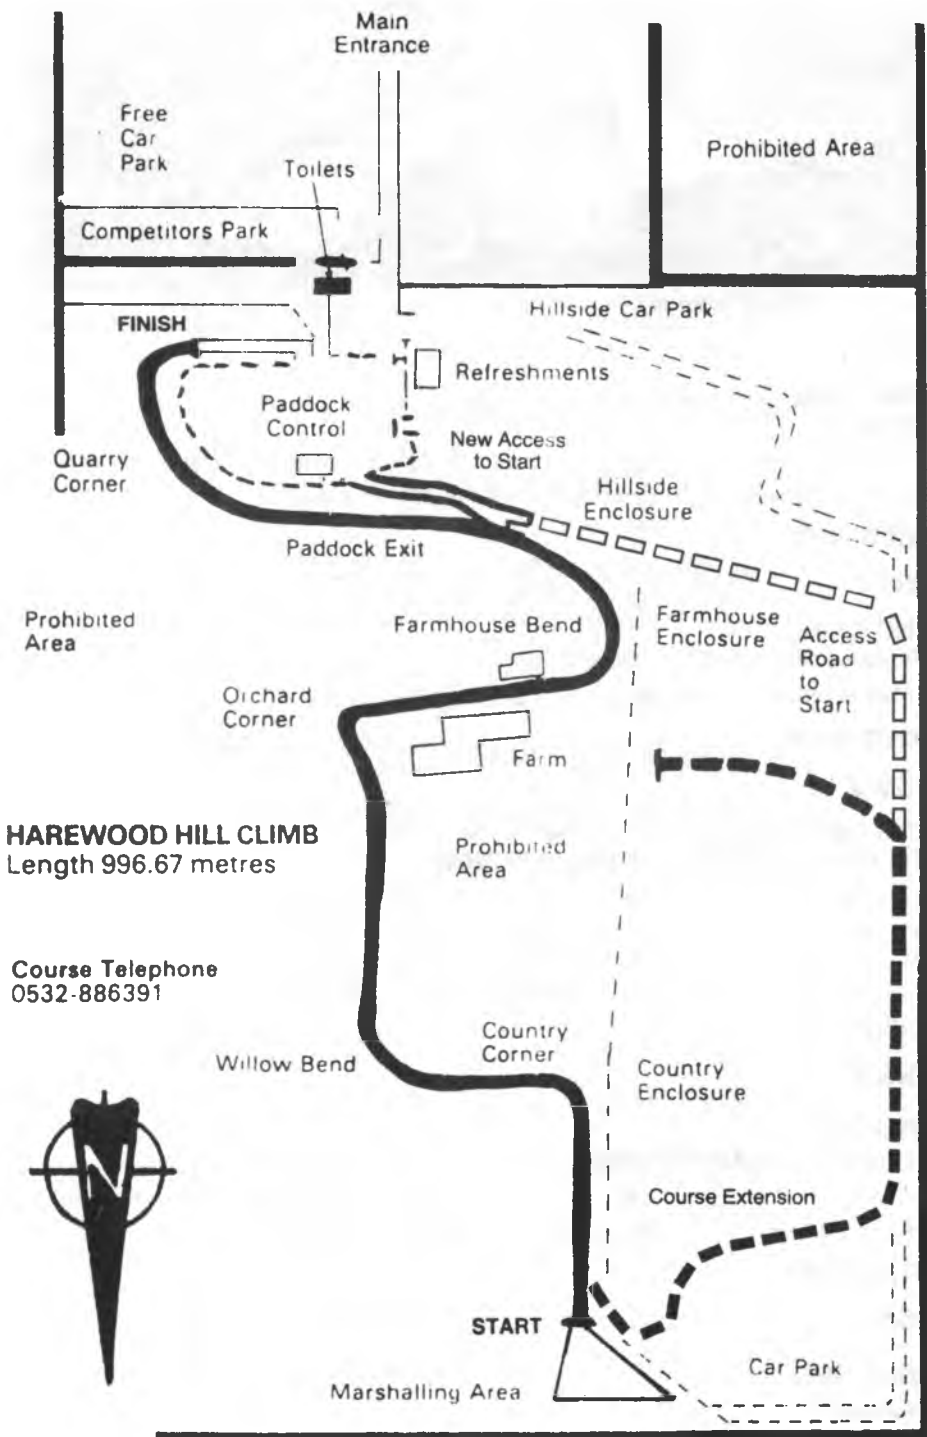 Main
Entrance
Free
Car
Park
Prohibited Area
Toilets
Competitors Park
Hillside Car Park
FINISH
Refreshments
Paddock
Control
New Access
to Start
Quarry
Corner
Hillside
Enclosure
Paddock Exit
Prohibited
Area
Farmhouse Bend
Farmhouse
Enclosure
Access
Road
to
Start
Orchard
Corner
Farm
HAREWOOD HILL CLIMB
Length 996.67 metres
Prohibited
Area
Course Telephone
0532-886391
Country
Corner
Willow Bend
Country
Enclosure
N
Course Extension
START
Car Park
Marshalling Area